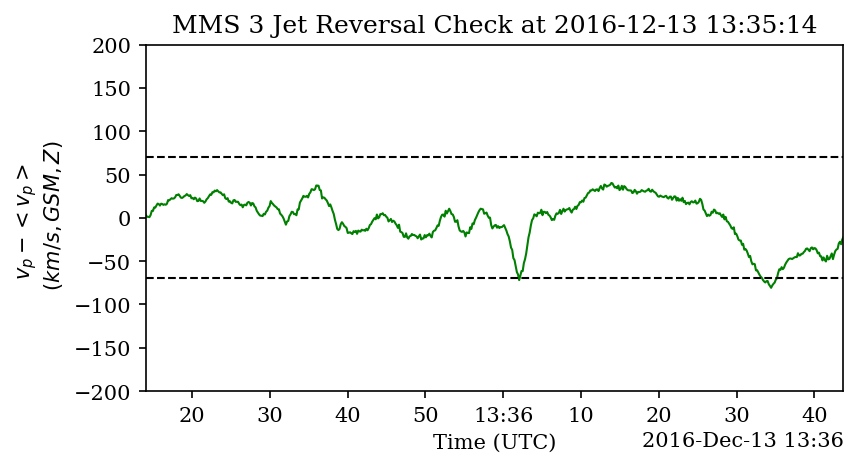 MMS 3 Jet Reversal Check at 2016-12-13 13:35:14
200
150
100
50
0
−50
−100
−150
−200
v_p − < v_p >
(km/s, GSM, Z)
20 30 40 50 13:36 10 20 30 40
Time (UTC)
2016-Dec-13 13:36